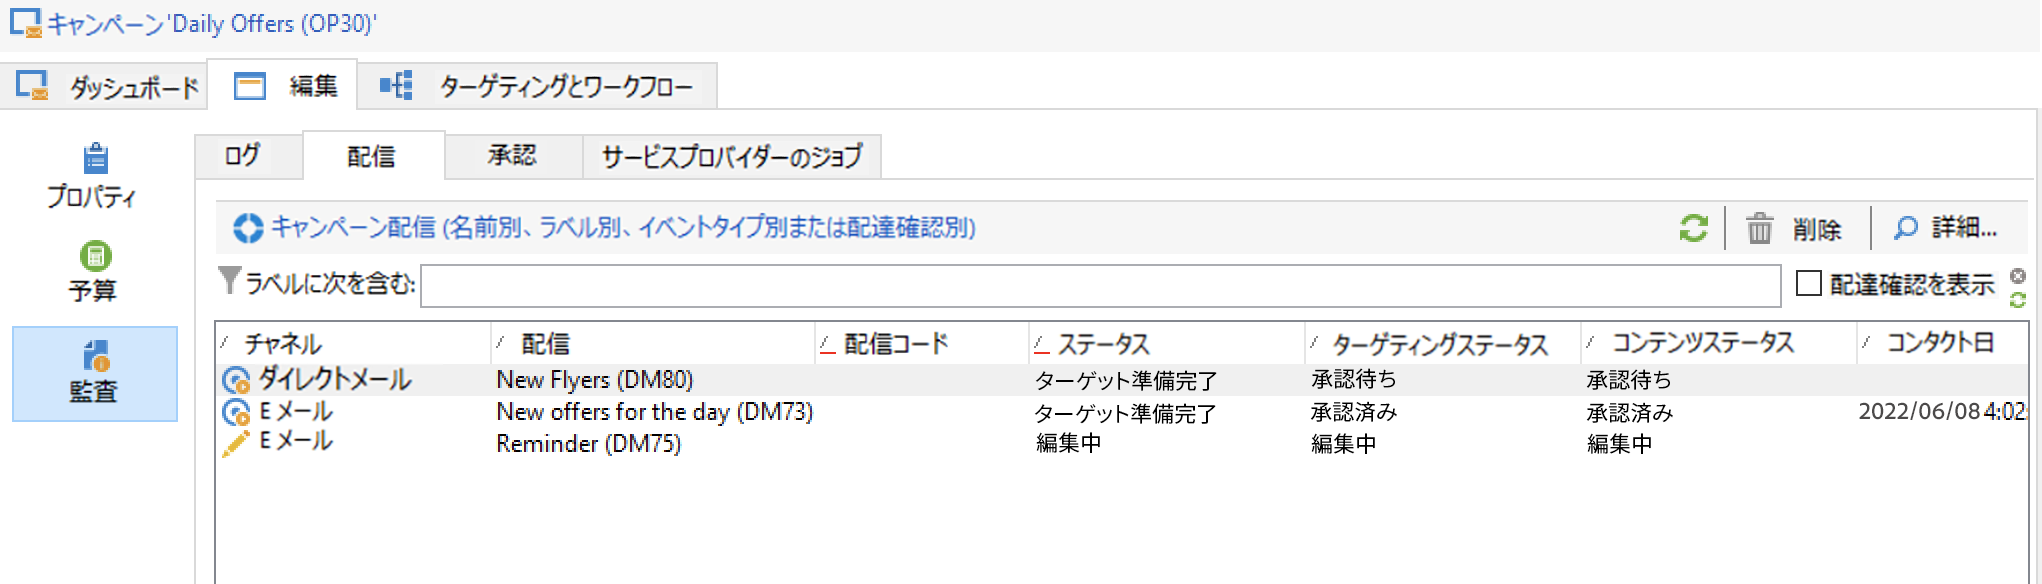 キャンペーン'Daily Offers (OP30)'
ダッシュボード 編集 ターゲティングとワークフロー
プロパティ
予算
監査
ログ 配信 承認 サービスプロバイダーのジョブ
キャンペーン配信 (名前別、ラベル別、イベントタイプ別または配達確認別) 削除 詳細...
ラベルに次を含む: 配達確認を表示
チャネル 配信 配信コード ステータス ターゲティングステータス コンテンツステータス コンタクト日
ダイレクトメール New Flyers (DM80) ターゲット準備完了 承認待ち 承認待ち
E メール New offers for the day (DM73) ターゲット準備完了 承認済み 承認済み 2022/06/08 4:02:
E メール Reminder (DM75) 編集中 編集中 編集中